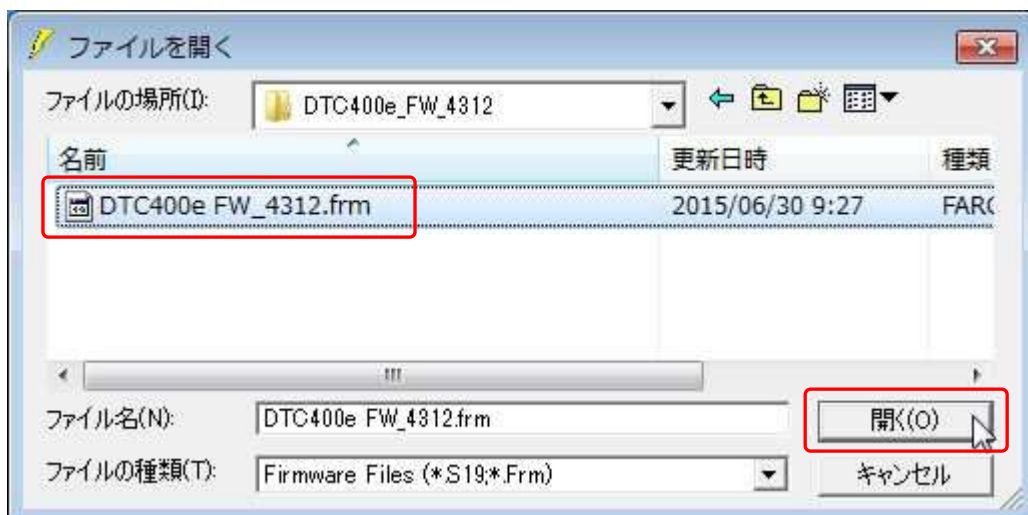 ファイルを開く
ファイルの場所(I): DTC400e_FW_4312
名前 更新日時 種類
DTC400e FW_4312.frm 2015/06/30 9:27 FARG
ファイル名(N): DTC400e FW_4312.frm 開く(O)
ファイルの種類(T): Firmware Files (*.S19;*.Frm) キャンセル